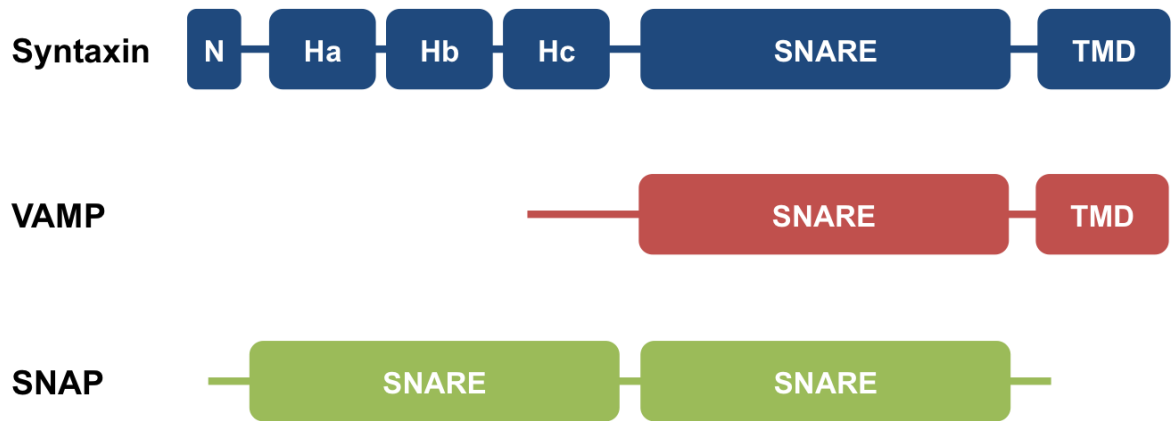 Syntaxin N Ha Hb Hc SNARE TMD
VAMP SNARE TMD
SNAP SNARE SNARE